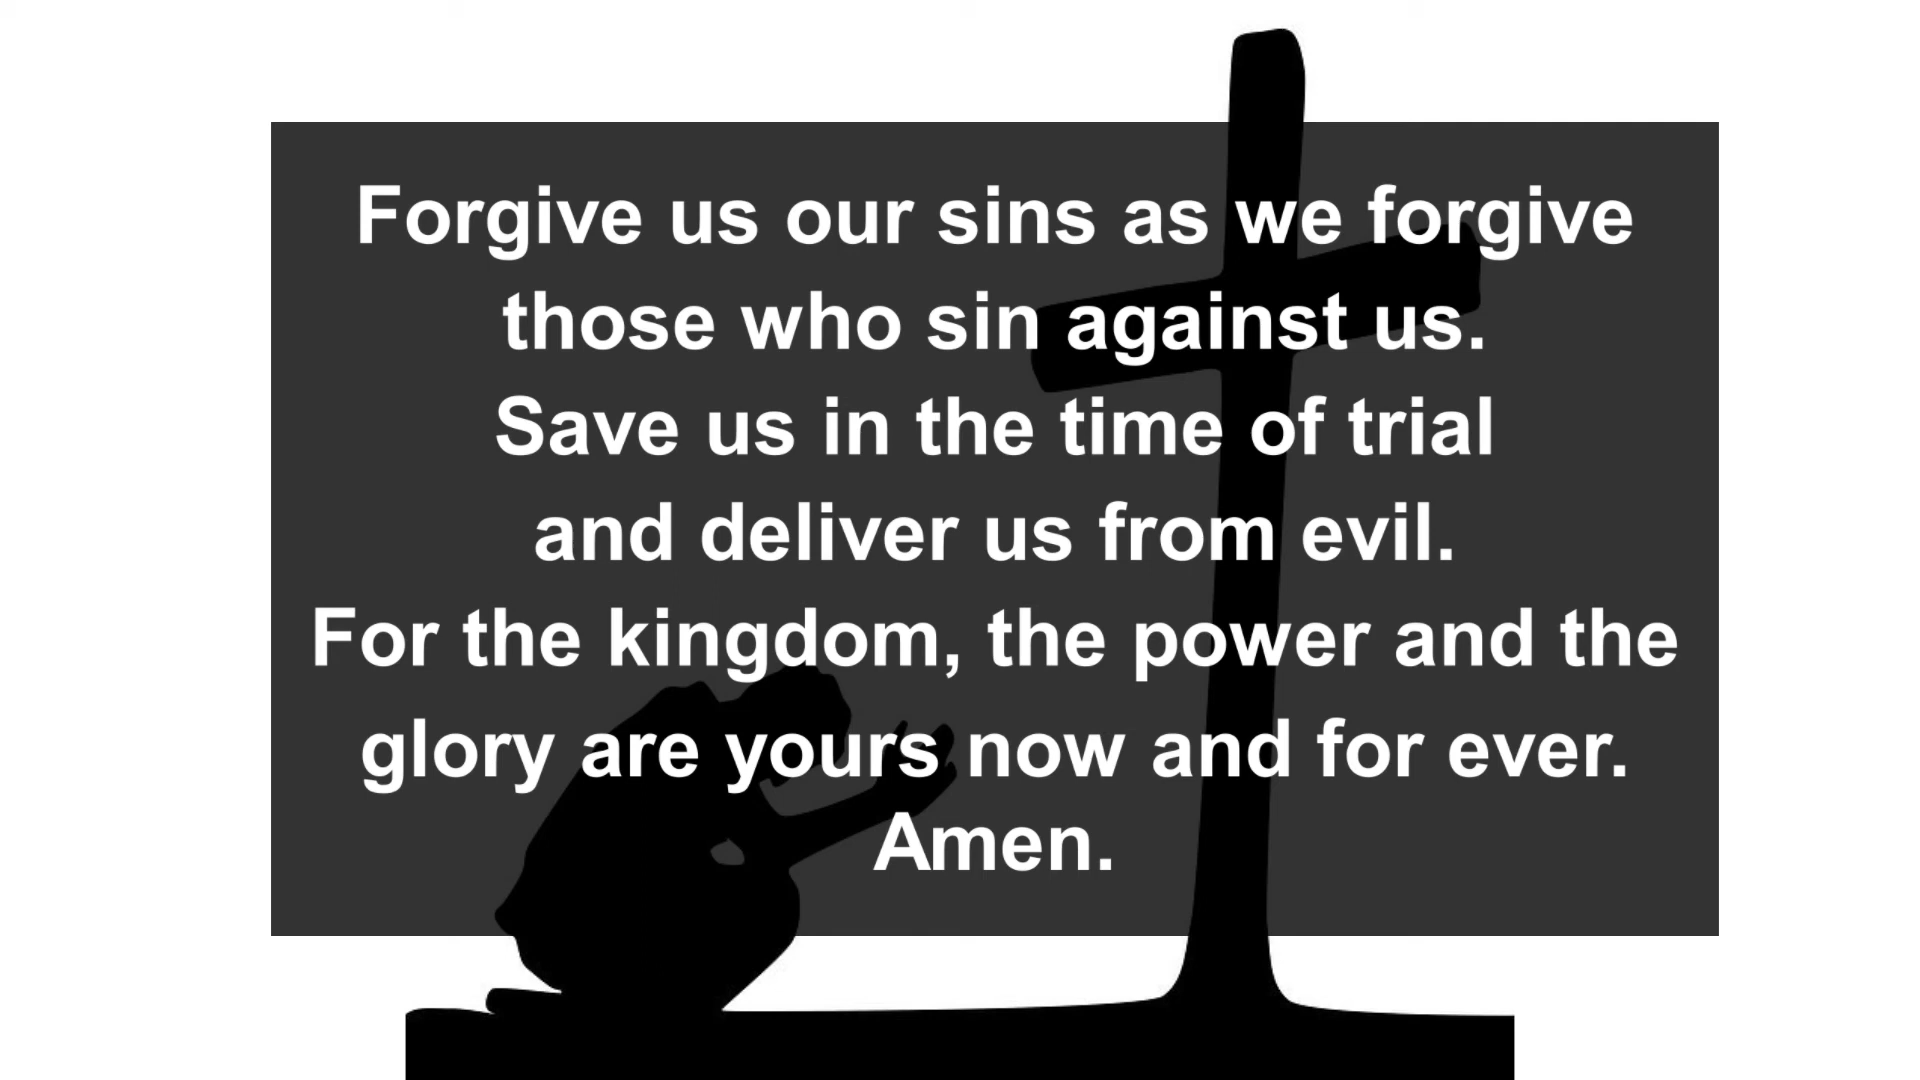 Forgive us our sins as we forgive
those who sin against us.
Save us in the time of trial
and deliver us from evil.
For the kingdom, the power and the
glory are yours now and for ever.
Amen.